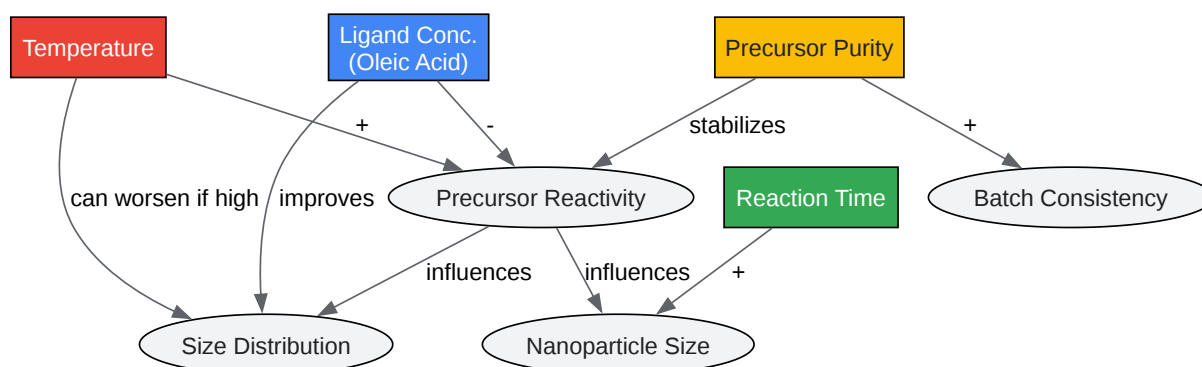 Temperature
Ligand Conc.
(Oleic Acid)
Precursor Purity
+
-
stabilizes
+
can worsen if high
improves
Precursor Reactivity
Reaction Time
Batch Consistency
influences
influences
+
Size Distribution
Nanoparticle Size